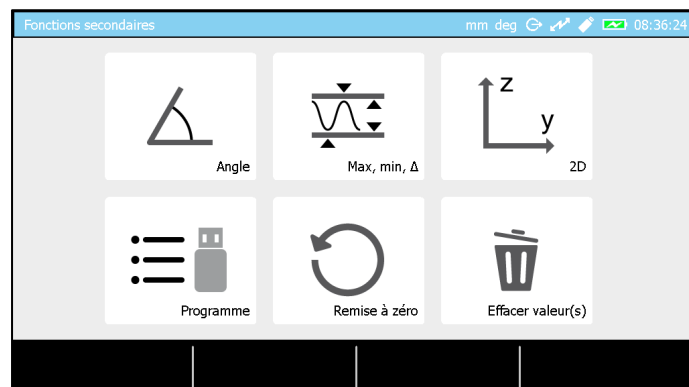 Fonctions secondaires mm deg 08:36:24
Angle Max, min, Δ z y 2D
Programme Remise à zéro Effacer valeur(s)